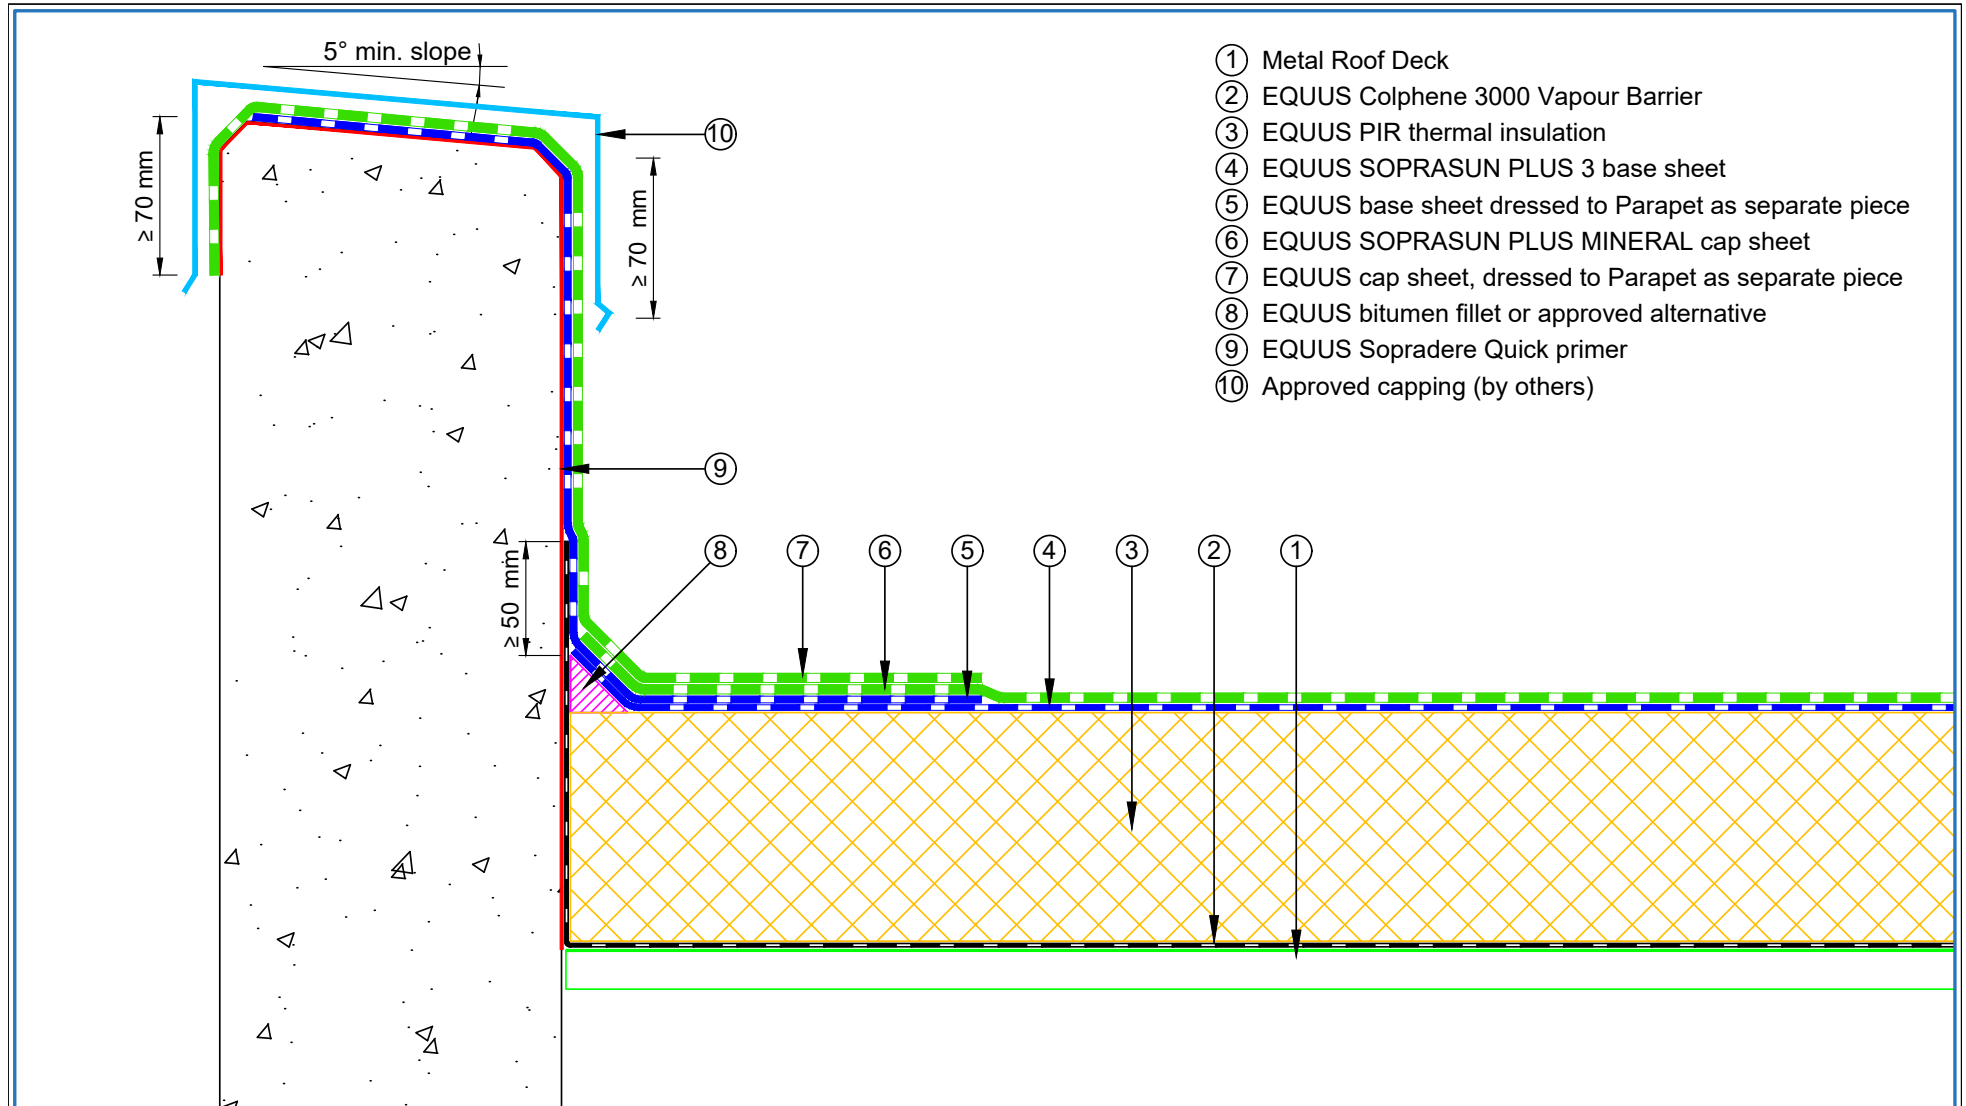 5° min. slope
① Metal Roof Deck
② EQUUS Colphene 3000 Vapour Barrier
③ EQUUS PIR thermal insulation
④ EQUUS SOPRASUN PLUS 3 base sheet
⑤ EQUUS base sheet dressed to Parapet as separate piece
⑥ EQUUS SOPRASUN PLUS MINERAL cap sheet
⑦ EQUUS cap sheet, dressed to Parapet as separate piece
⑧ EQUUS bitumen fillet or approved alternative
⑨ EQUUS Sopradere Quick primer
⑩ Approved capping (by others)
⑩
≥ 70 mm
≥ 70 mm
⑨
≥ 50 mm
⑧ ⑦ ⑥ ⑤ ④ ③ ② ①